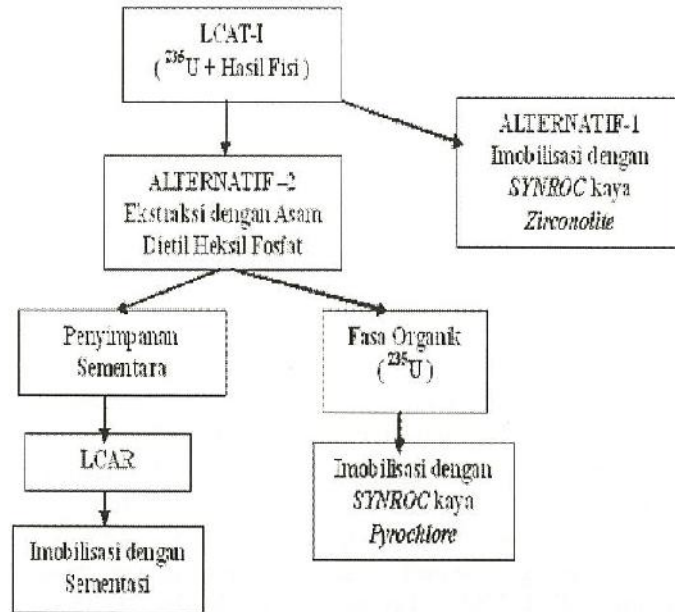 LCAT-I
( ²³⁵U + Hasil Fisi )
ALTERNATIF-1
Imobilisasi dengan
SYNROC kaya
Zirconolite
ALTERNATIF-2
Ekstraksi dengan Asam
Dietil Heksil Fosfat
Penyimpanan
Sementara
Fasa Organik
( ²³⁵U )
LCAR
Imobilisasi dengan
SYNROC kaya
Pyrochlore
Imobilisasi dengan
Sementasi